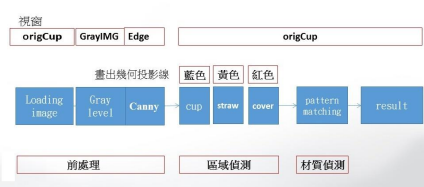 視窗
origCup GrayIMG Edge origCup
畫出幾何投影線 藍色 黃色 紅色
Loading image Gray level Canny cup straw cover pattern matching result
前處理 區域偵測 材質偵測